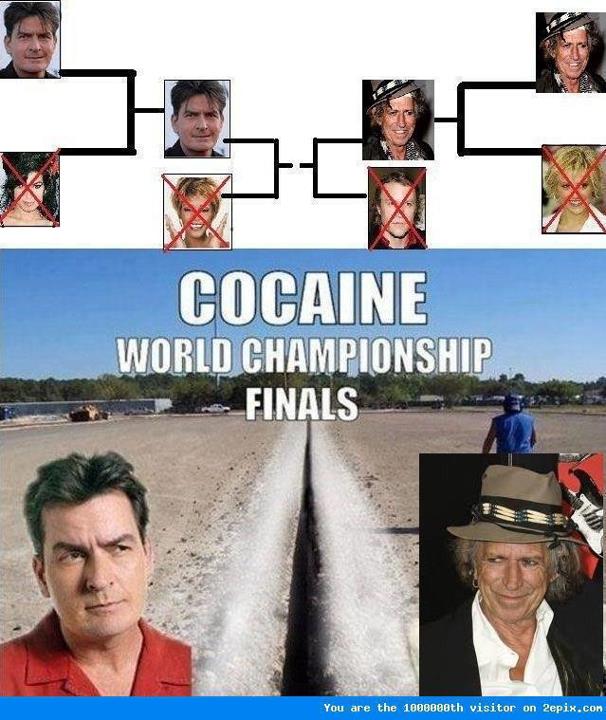 COCAINE
WORLD CHAMPIONSHIP
FINALS
You are the 1000000th visitor on 2epix.com